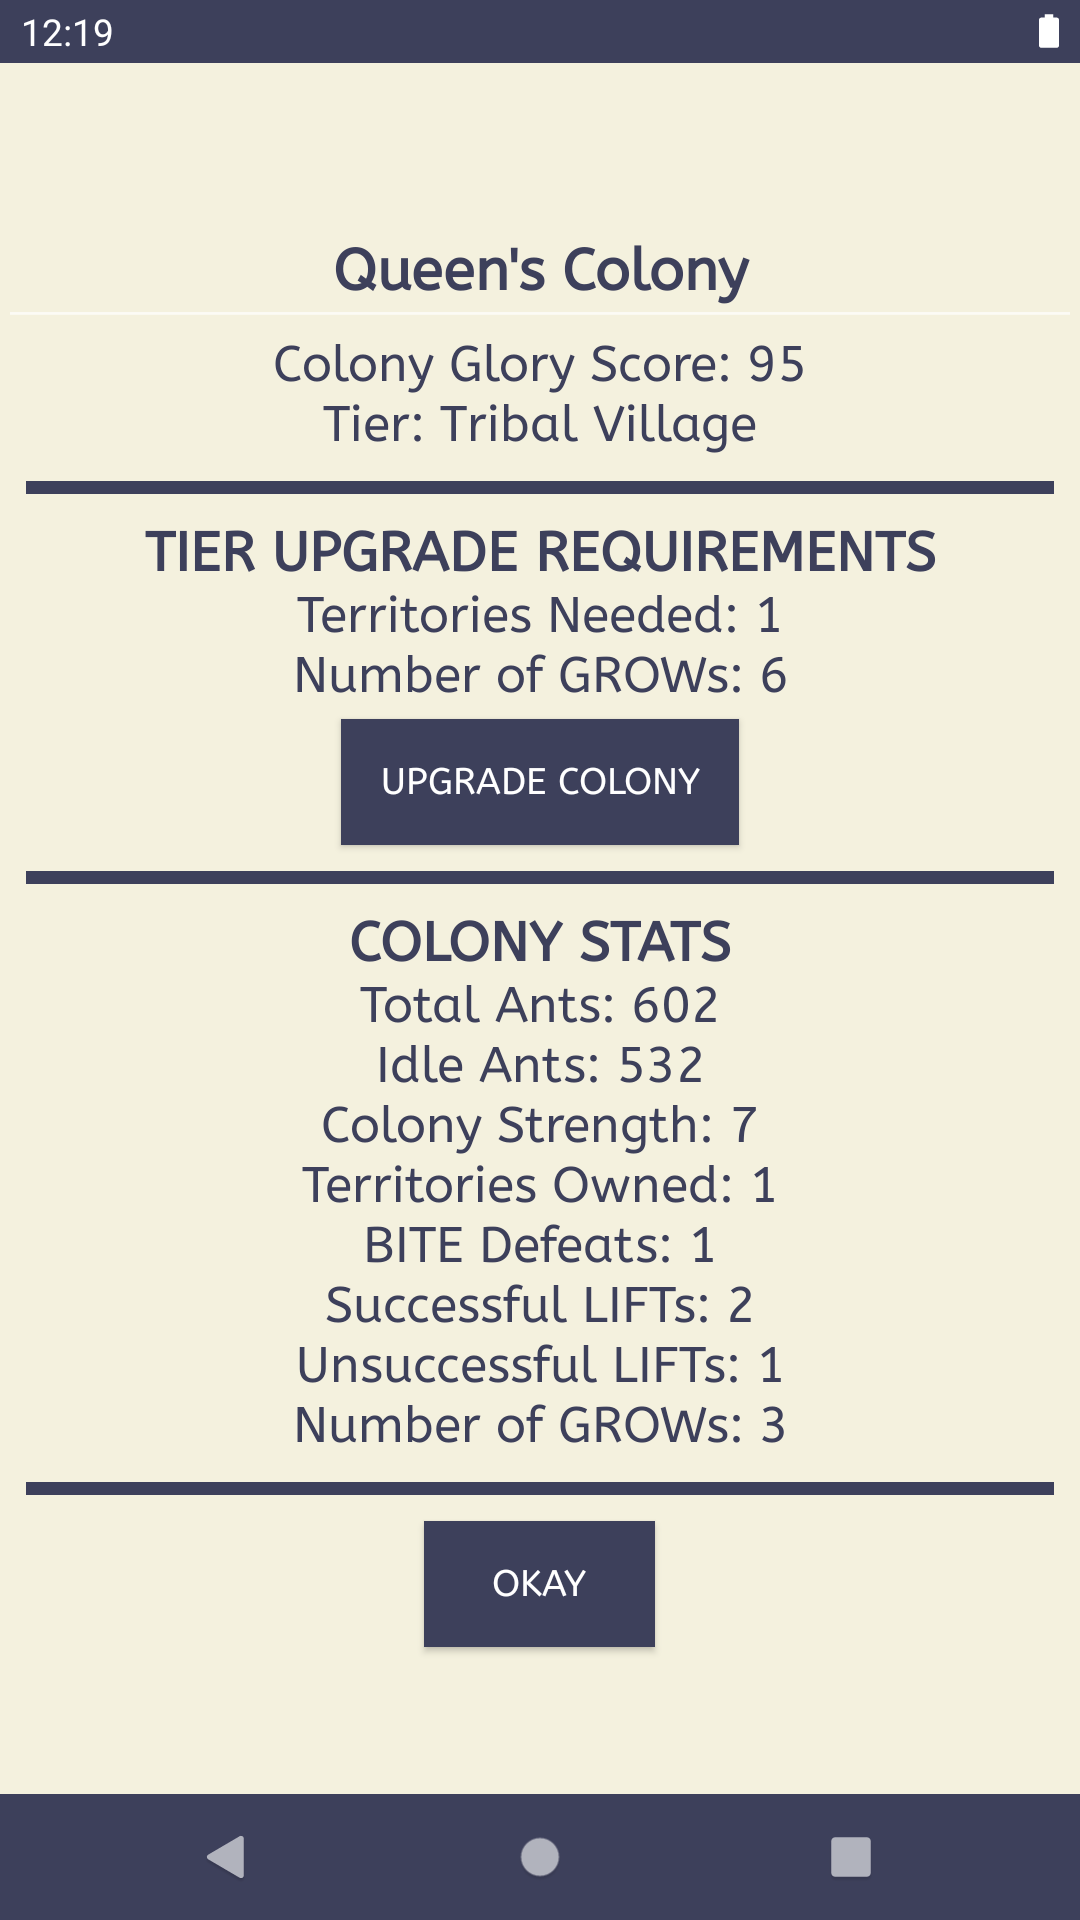 12:19
Queen's Colony
Colony Glory Score: 95
Tier: Tribal Village
TIER UPGRADE REQUIREMENTS
Territories Needed: 1
Number of GROWs: 6
UPGRADE COLONY
COLONY STATS
Total Ants: 602
Idle Ants: 532
Colony Strength: 7
Territories Owned: 1
BITE Defeats: 1
Successful LIFTs: 2
Unsuccessful LIFTs: 1
Number of GROWs: 3
OKAY